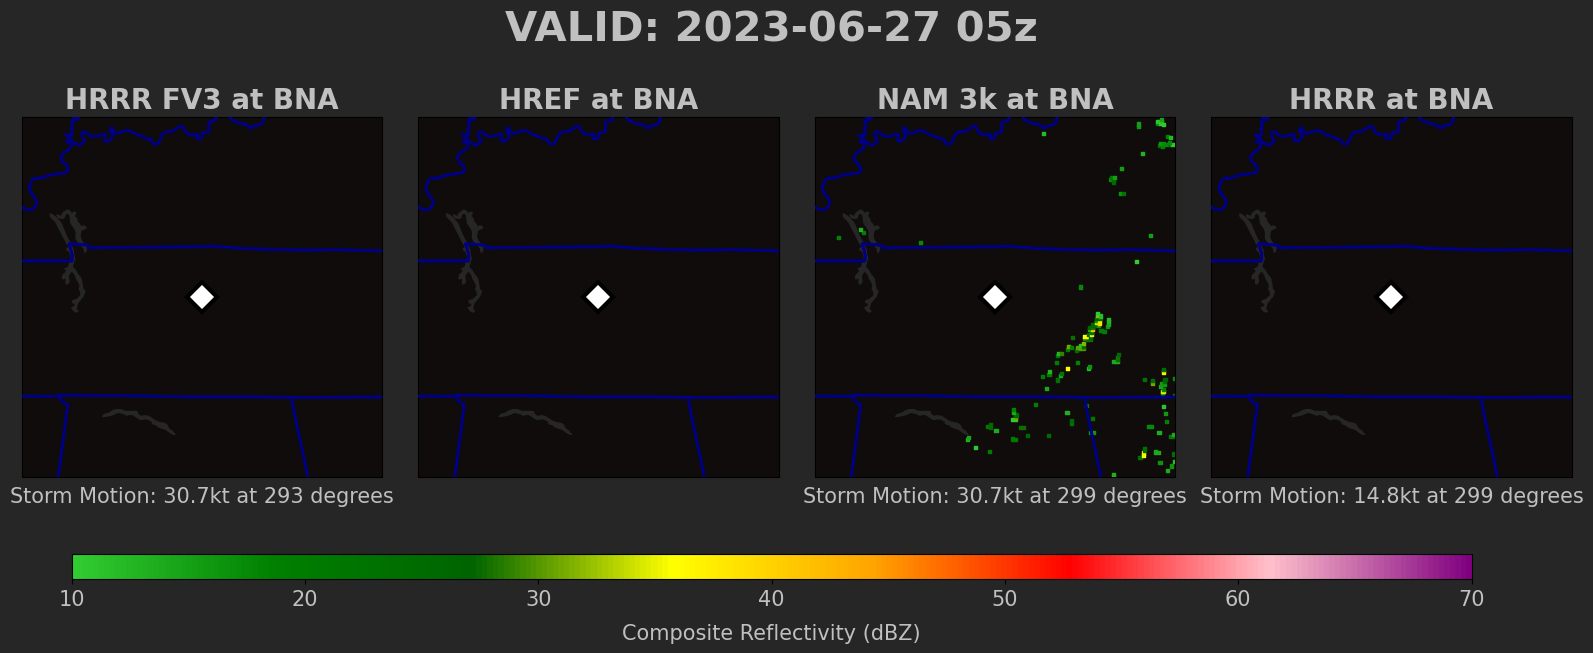 VALID: 2023-06-27 05z
HRRR FV3 at BNA
HREF at BNA
NAM 3k at BNA
HRRR at BNA
Storm Motion: 30.7kt at 293 degrees
Storm Motion: 30.7kt at 299 degrees
Storm Motion: 14.8kt at 299 degrees
10 20 30 40 50 60 70
Composite Reflectivity (dBZ)